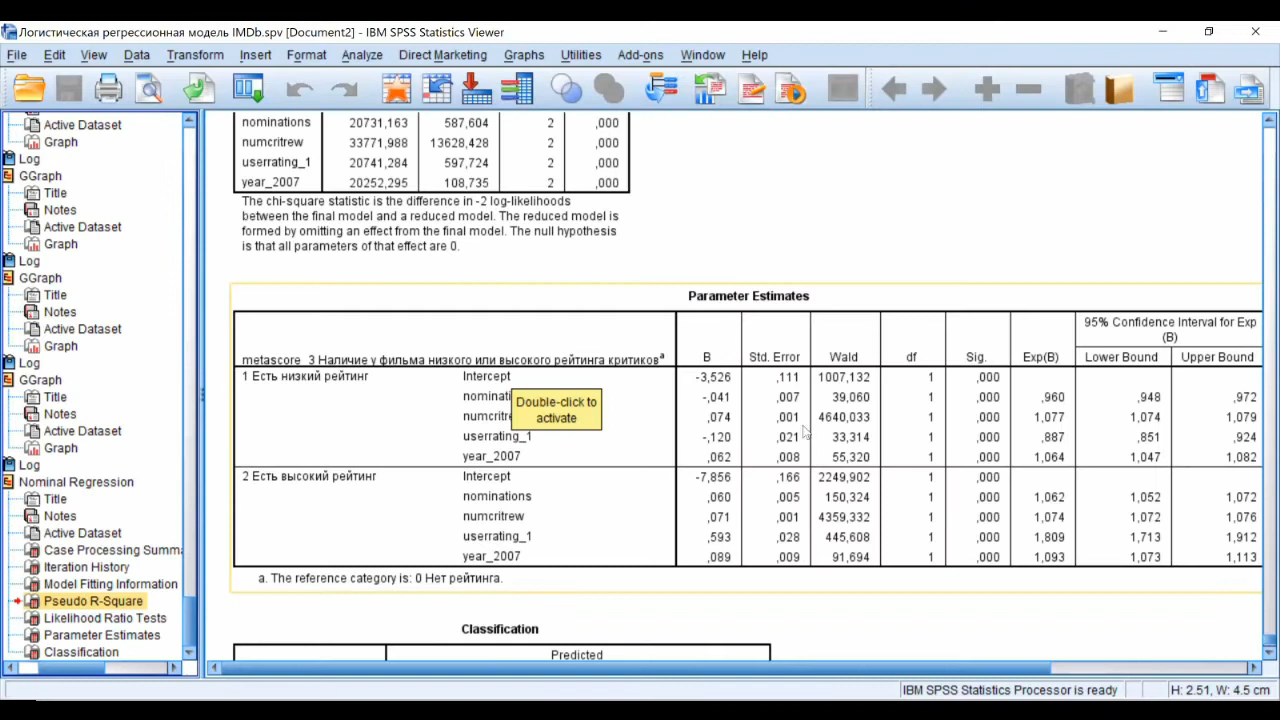 Логистическая регрессионная модель IMDb.spv [Document2] - IBM SPSS Statistics Viewer
File Edit View Data Transform Insert Format Analyze Direct Marketing Graphs Utilities Add-ons Window Help
Active Dataset
Graph
Log
GGraph
Title
Notes
Active Dataset
Graph
Log
GGraph
Title
Notes
Active Dataset
Graph
Log
GGraph
Title
Notes
Active Dataset
Graph
Log
Nominal Regression
Title
Notes
Active Dataset
Case Processing Summa
Iteration History
Model Fitting Information
Pseudo R-Square
Likelihood Ratio Tests
Parameter Estimates
Classification
nominations 20731,163 587,604 2 ,000
numcritrew 33771,988 13628,428 2 ,000
userrating_1 20741,284 597,724 2 ,000
year_2007 20252,295 108,735 2 ,000
The chi-square statistic is the difference in -2 log-likelihoods
between the final model and a reduced model. The reduced model is
formed by omitting an effect from the final model. The null hypothesis
is that all parameters of that effect are 0.
Parameter Estimates
metascore_3 Наличие у фильма низкого или высокого рейтинга критиков a B Std. Error Wald df Sig. Exp(B) 95% Confidence Interval for Exp
(B)
Lower Bound Upper Bound
1 Есть низкий рейтинг Intercept -3,526 ,111 1007,132 1 ,000
nominati -,041 ,007 39,060 1 ,000 ,960 ,948 ,972
numcritre ,074 ,001 4640,033 1 ,000 1,077 1,074 1,079
userrating_1 -,120 ,021 33,314 1 ,000 ,887 ,851 ,924
year_2007 ,062 ,008 55,320 1 ,000 1,064 1,047 1,082
2 Есть высокий рейтинг Intercept -7,856 ,166 2249,902 1 ,000
nominations ,060 ,005 150,324 1 ,000 1,062 1,052 1,072
numcritrew ,071 ,001 4359,332 1 ,000 1,074 1,072 1,076
userrating_1 ,593 ,028 445,608 1 ,000 1,809 1,713 1,912
year_2007 ,089 ,009 91,694 1 ,000 1,093 1,073 1,113
a. The reference category is: 0 Нет рейтинга.
Double-click to
activate
Classification
Predicted
IBM SPSS Statistics Processor is ready H: 2.51, W: 4.5 cm